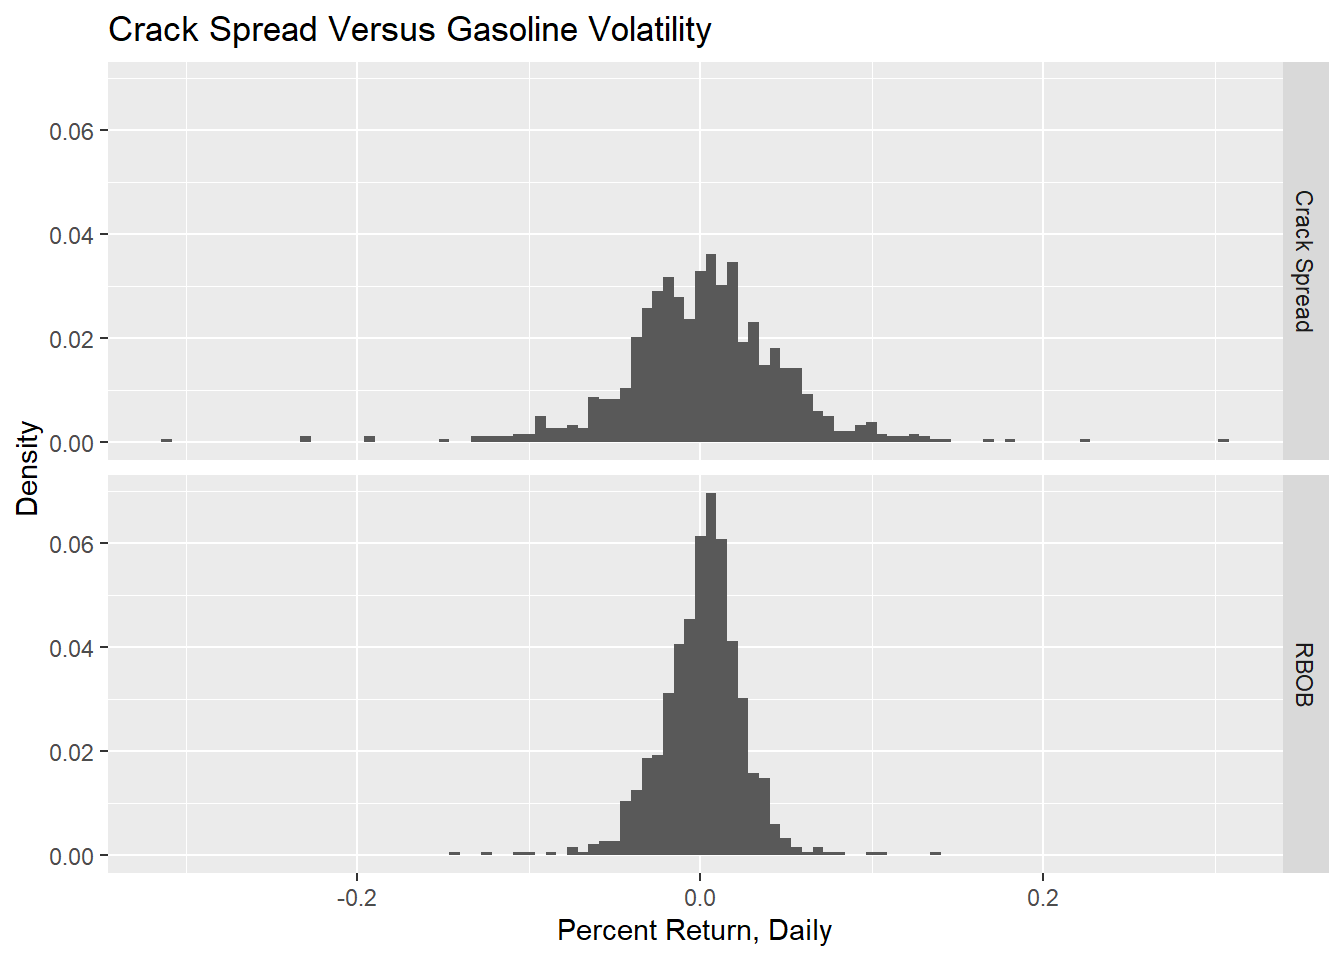 Crack Spread Versus Gasoline Volatility
0.06
0.04
0.02
0.00
Crack Spread
Density
0.06
0.04
0.02
0.00
RBOB
-0.2 0.0 0.2
Percent Return, Daily